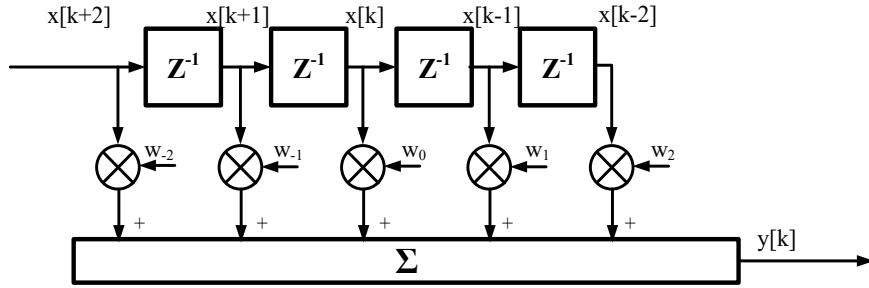 x[k+2] x[k+1] x[k] x[k-1] x[k-2]
Z-1 Z-1 Z-1 Z-1
w-2 w-1 w0 w1 w2
+ + + + +
Σ y[k]